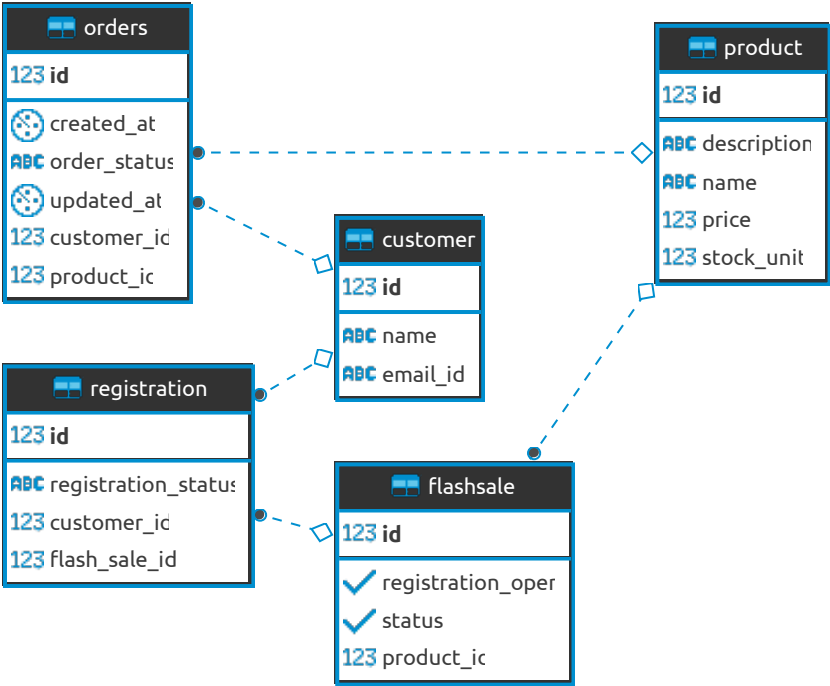 orders
123 id
created_at
ABC order_status
updated_at
123 customer_id
123 product_ic
product
123 id
ABC description
ABC name
123 price
123 stock_unit
customer
123 id
ABC name
ABC email_id
registration
123 id
ABC registration_status
123 customer_id
123 flash_sale_id
flashsale
123 id
registration_oper
status
123 product_ic